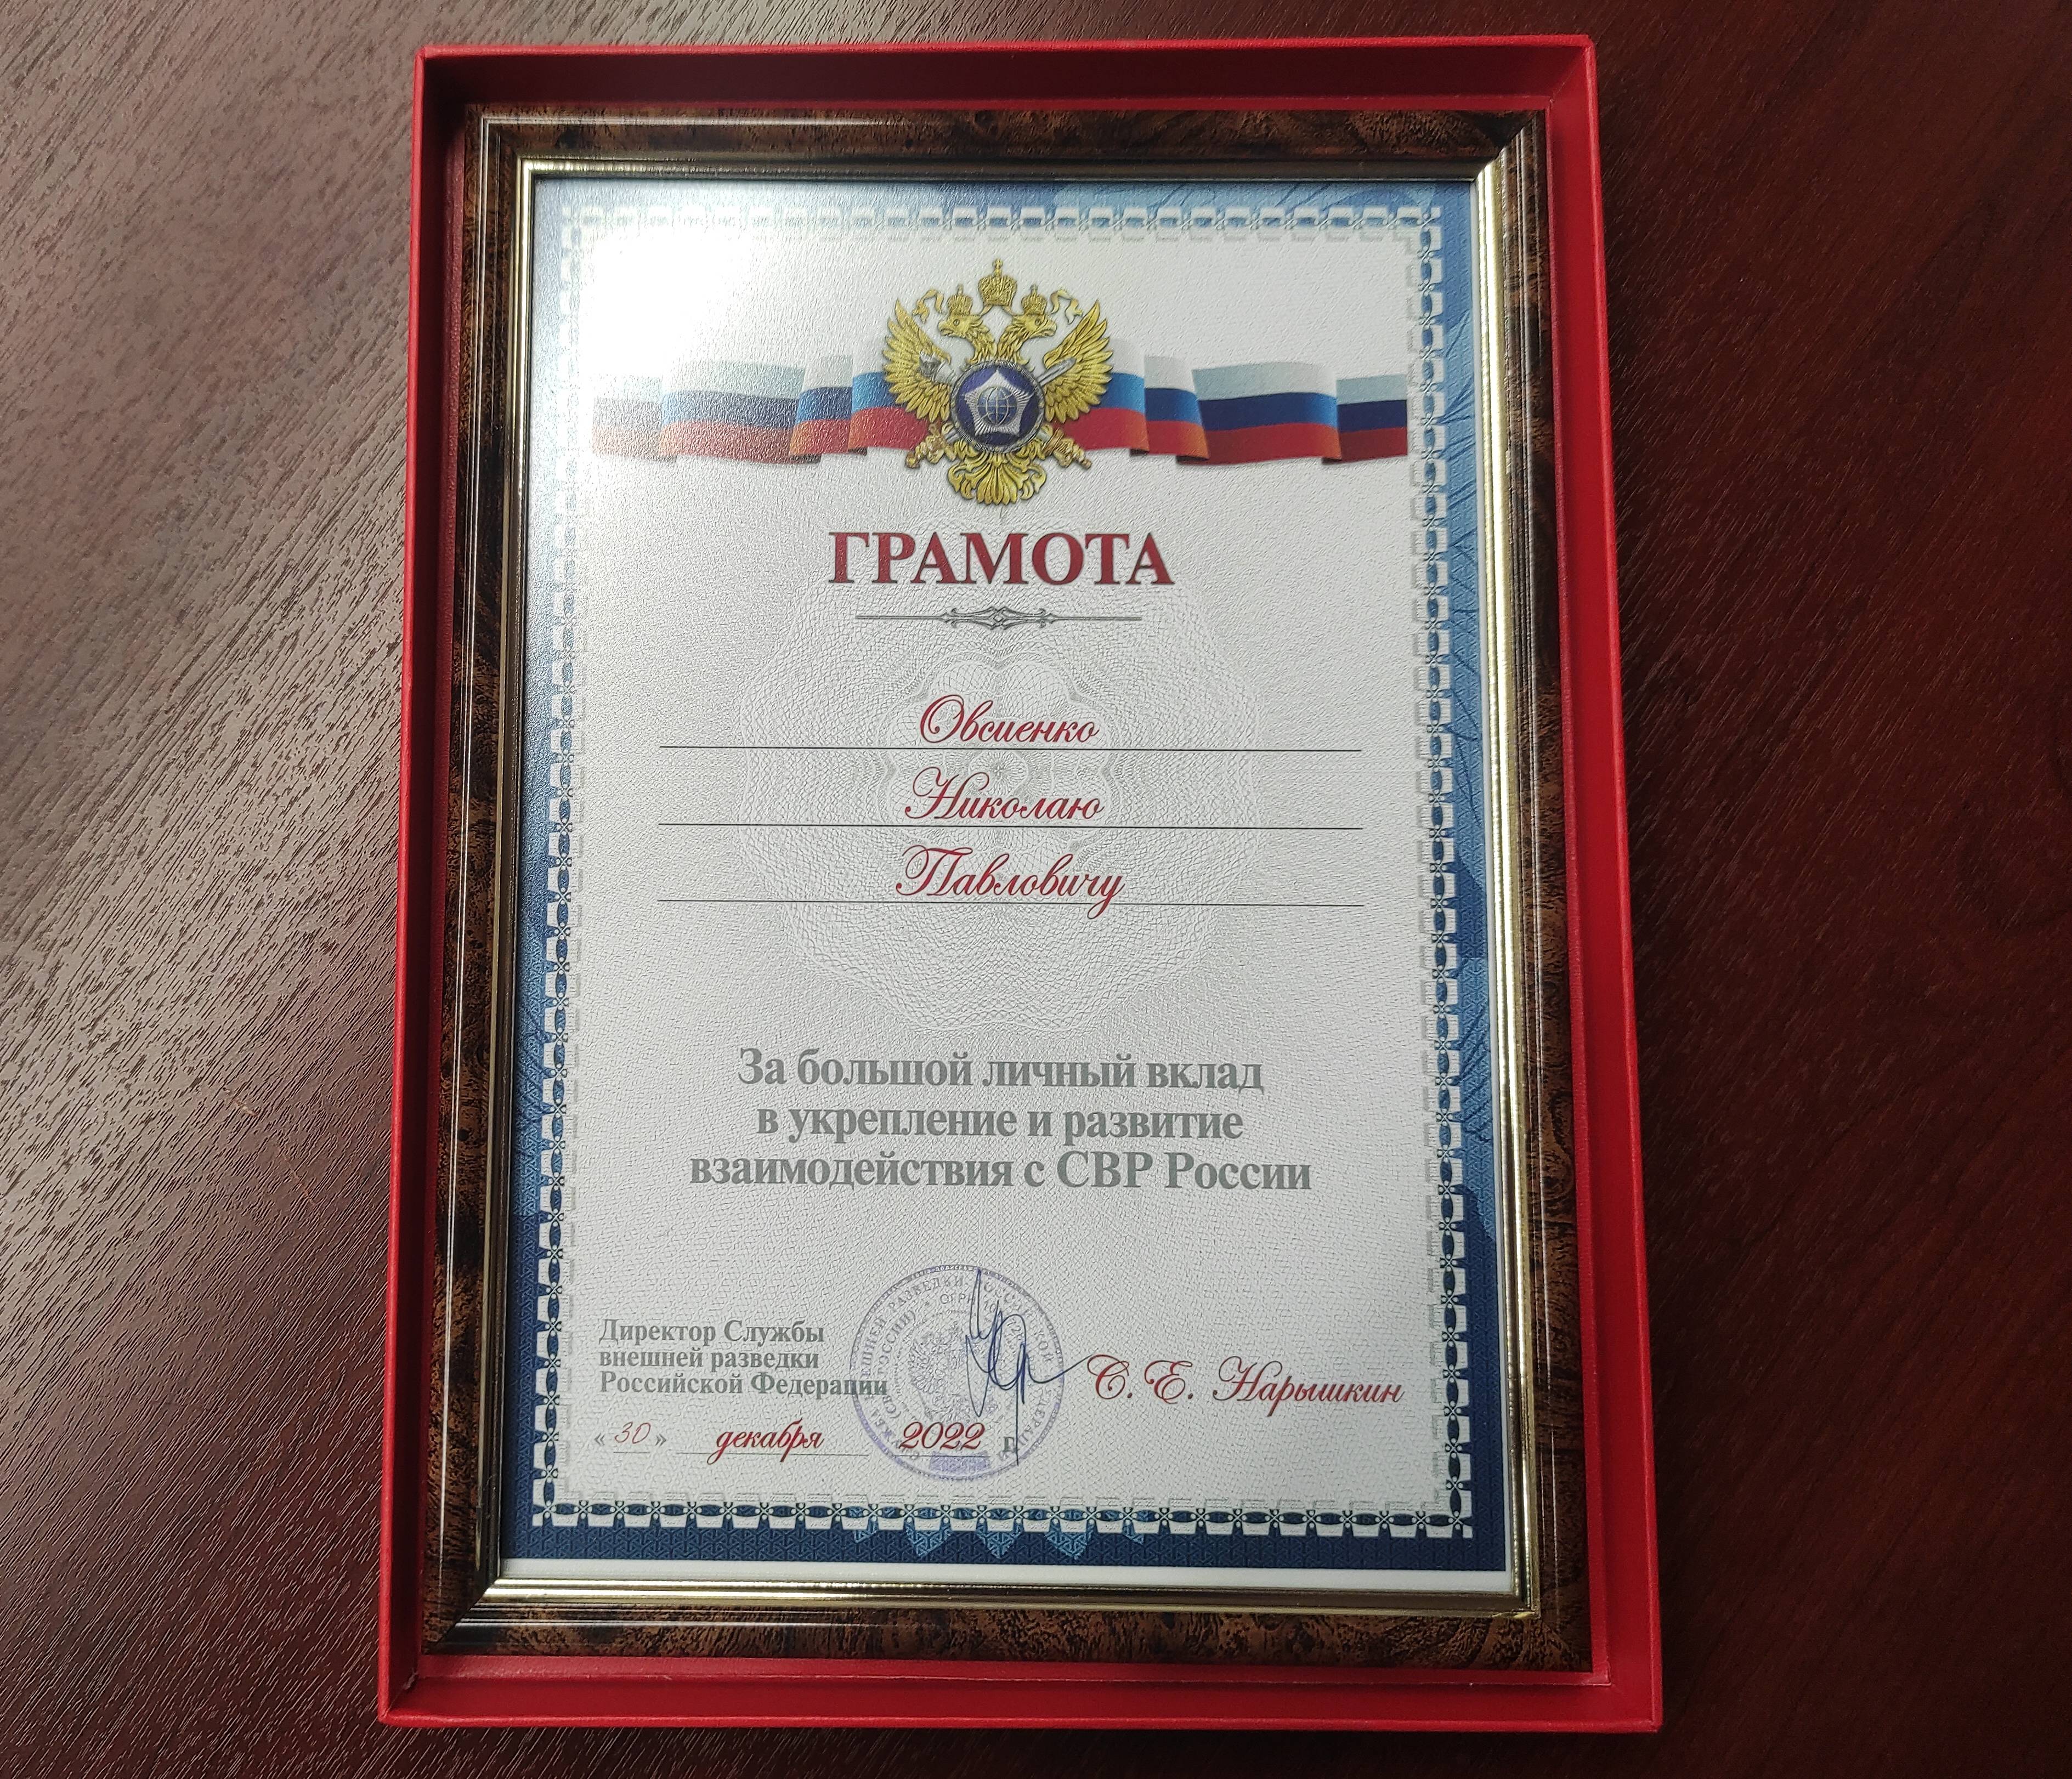 ГРАМОТА
Овсиенко
Николаю
Павловичу
За большой личный вклад
в укрепление и развитие
взаимодействия с СВР России
Директор Службы
внешней разведки
Российской Федерации
С. Е. Нарышкин
« 30 » декабря 2022 г.